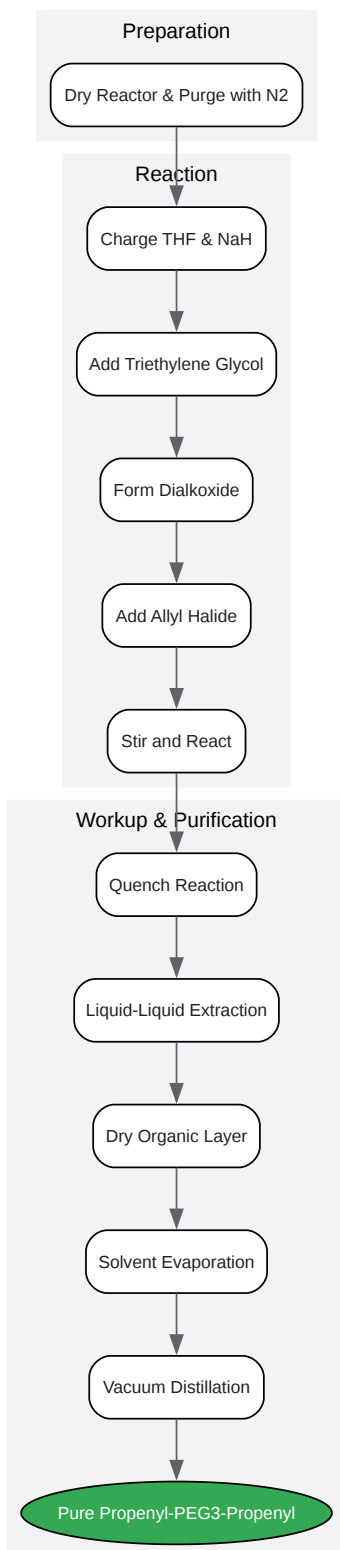 Preparation
Dry Reactor & Purge with N2
Reaction
Charge THF & NaH
Add Triethylene Glycol
Form Dialkoxide
Add Allyl Halide
Stir and React
Workup & Purification
Quench Reaction
Liquid-Liquid Extraction
Dry Organic Layer
Solvent Evaporation
Vacuum Distillation
Pure Propenyl-PEG3-Propenyl